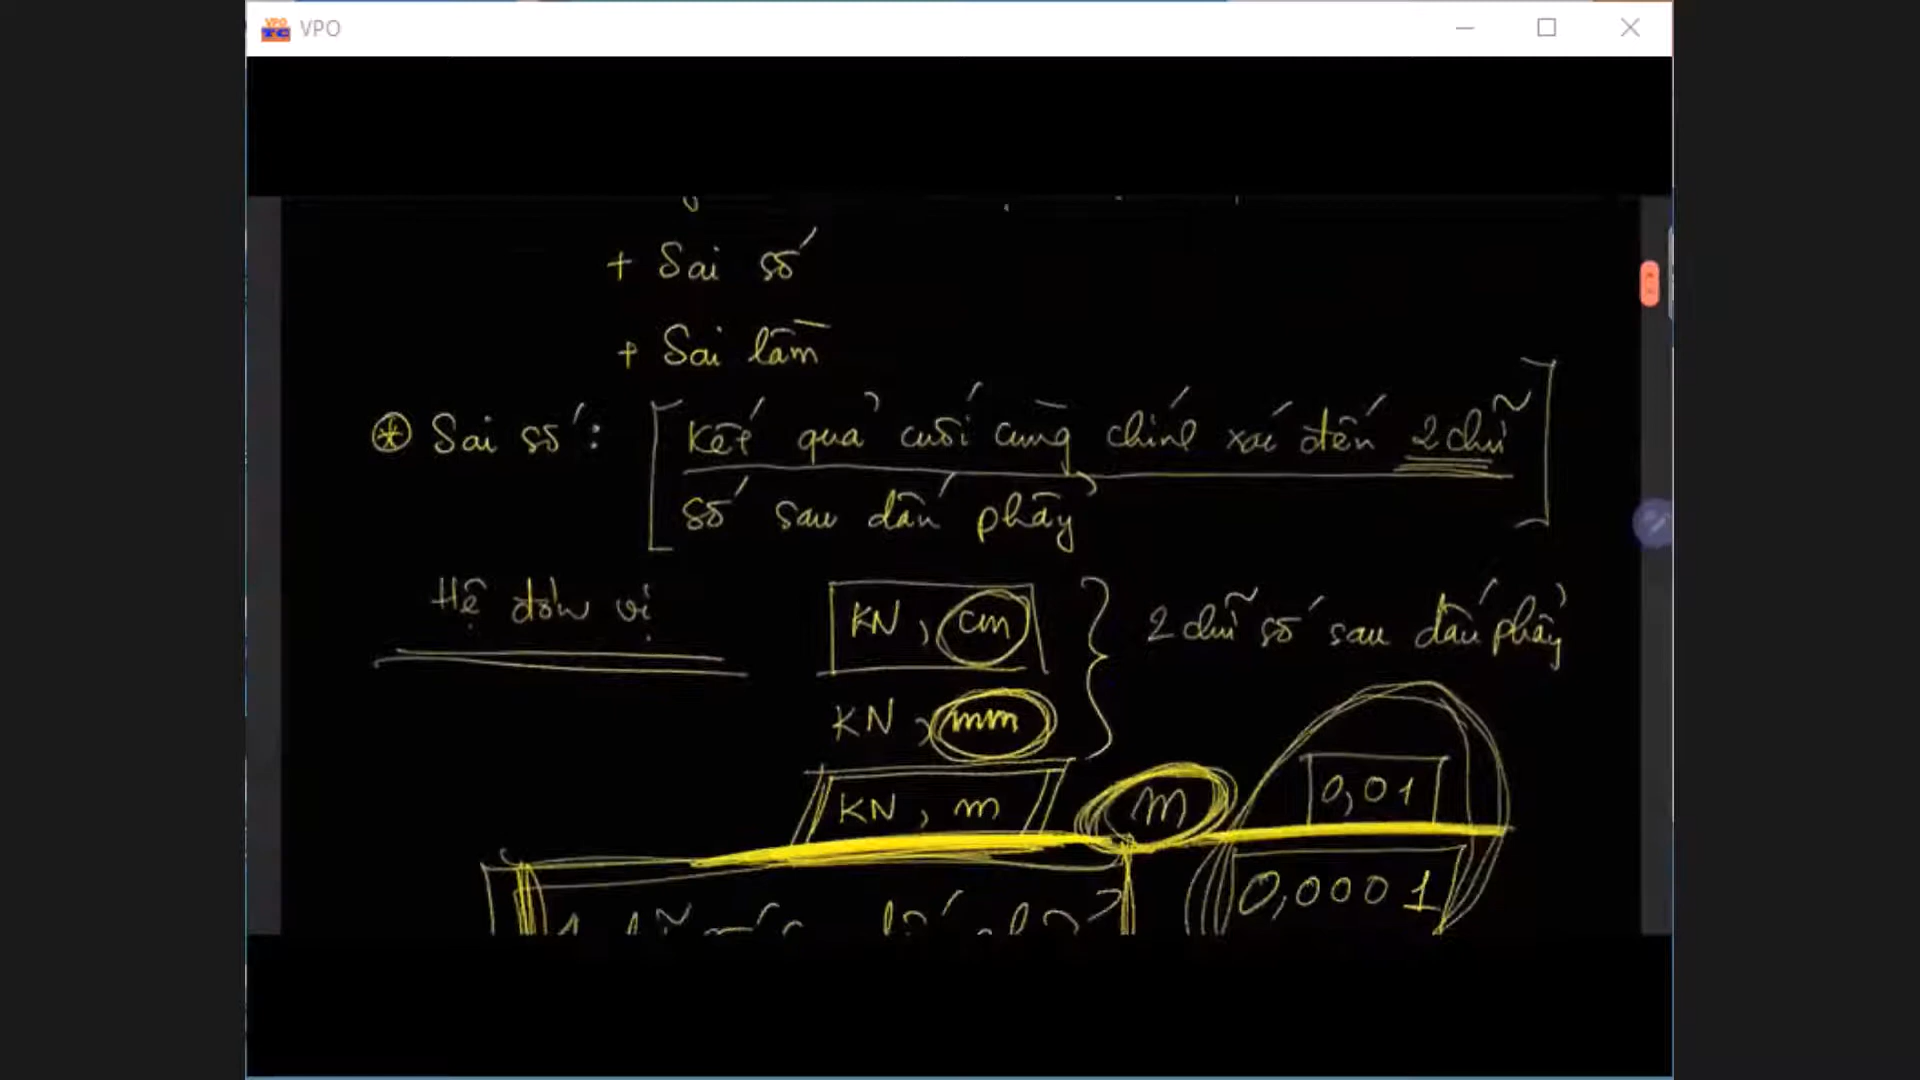 VPO
TC
VPO
+ Sai số
+ Sai lầm
* Sai số: [Kết quả cuối cùng chính xác đến 2 chữ
số sau dấu phẩy]
Hệ đơn vị
KN, cm
2 chữ số sau dấu phẩy
KN, mm
KN, m
m
0,01
0,0001